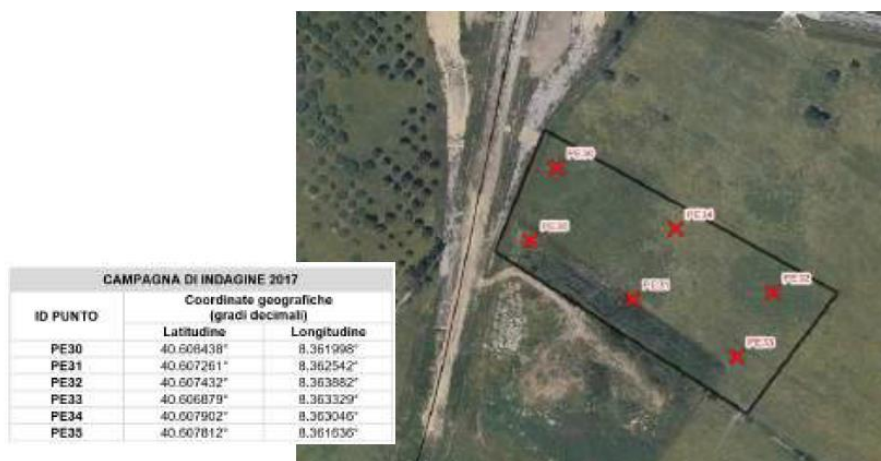 CAMPAGNA DI INDAGINE 2017
ID PUNTO Coordinate geografiche
(gradi decimali)
Latitudine Longitudine
PE30 40.608438° 8.361998°
PE31 40.607261° 8.362542°
PE32 40.607432° 8.363882°
PE33 40.606879° 8.363329°
PE34 40.607902° 8.363046°
PE35 40.607812° 8.361636°
PE30
PE34
PE35
PE32
PE31
PE33